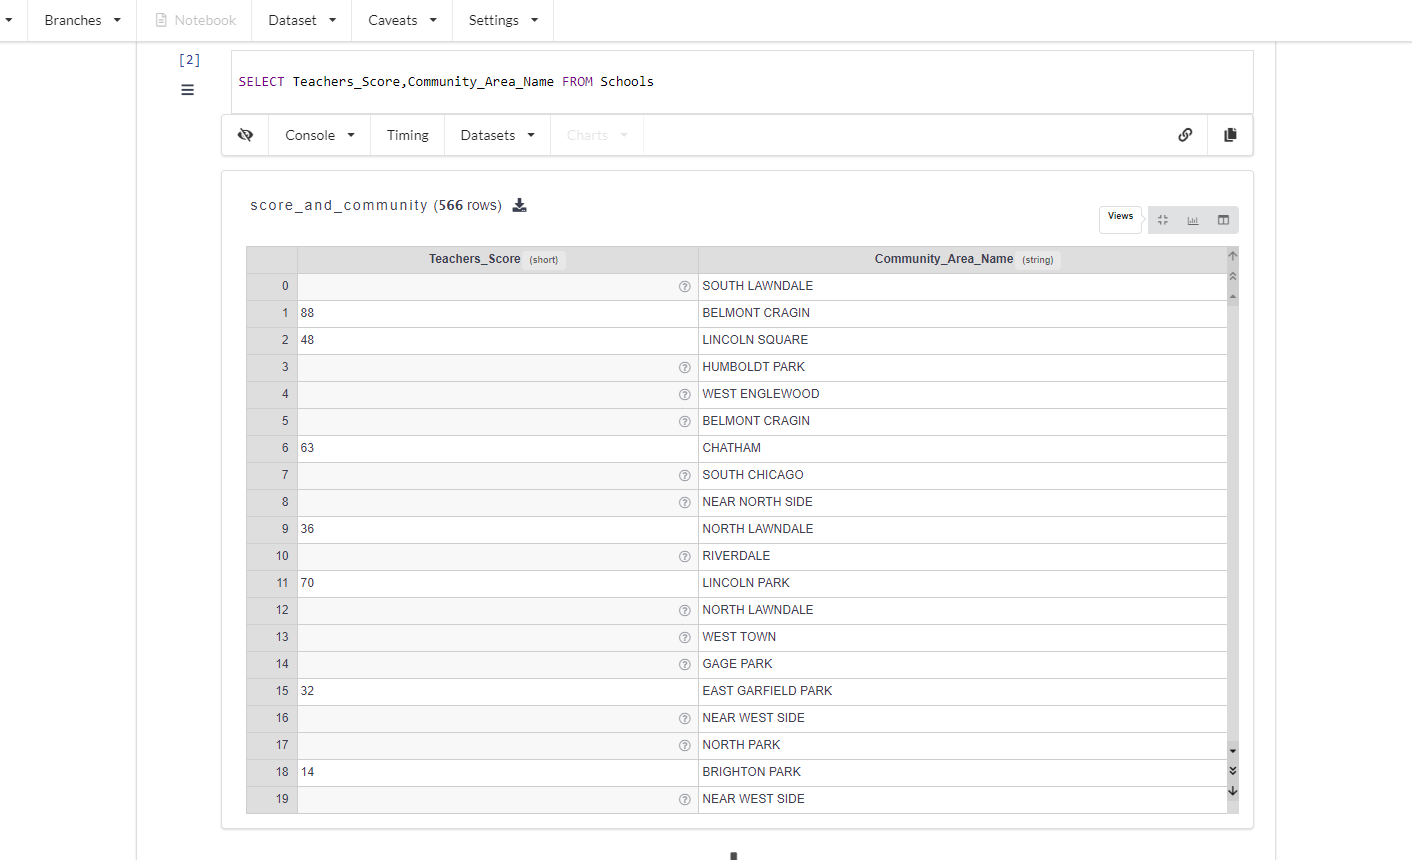 Branches Notebook Dataset Caveats Settings
[2]
SELECT Teachers_Score,Community_Area_Name FROM Schools
Console Timing Datasets Charts
score_and_community (566 rows)
Views
Teachers_Score (short) Community_Area_Name (string)
0 ? SOUTH LAWNDALE
1 88 BELMONT CRAGIN
2 48 LINCOLN SQUARE
3 ? HUMBOLDT PARK
4 ? WEST ENGLEWOOD
5 ? BELMONT CRAGIN
6 63 CHATHAM
7 ? SOUTH CHICAGO
8 ? NEAR NORTH SIDE
9 36 NORTH LAWNDALE
10 ? RIVERDALE
11 70 LINCOLN PARK
12 ? NORTH LAWNDALE
13 ? WEST TOWN
14 ? GAGE PARK
15 32 EAST GARFIELD PARK
16 ? NEAR WEST SIDE
17 ? NORTH PARK
18 14 BRIGHTON PARK
19 ? NEAR WEST SIDE